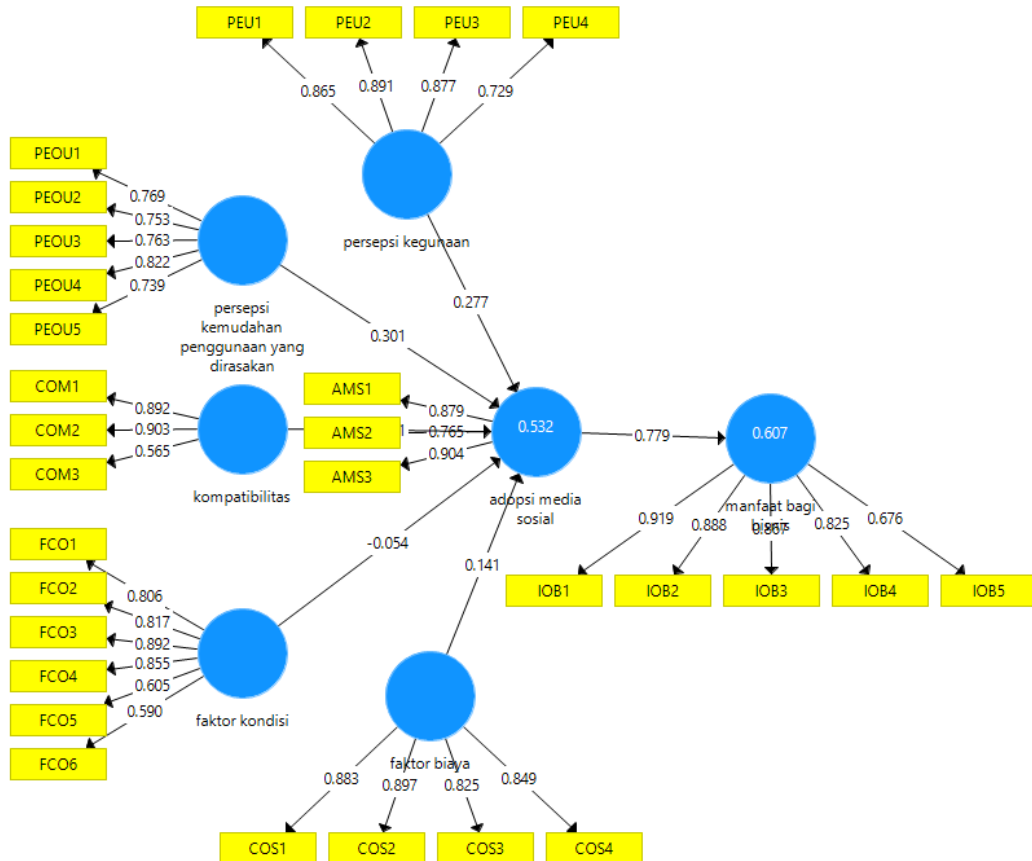 PEU1
PEU2
PEU3
PEU4
0.865
0.891
0.877
0.729
persepsi kegunaan
PEOU1
PEOU2
PEOU3
PEOU4
PEOU5
0.769
0.753
0.763
0.822
0.739
persepsi
kemudahan
penggunaan yang
dirasakan
0.277
0.301
COM1
COM2
COM3
0.892
0.903
0.565
kompatibilitas
AMS1
AMS2
AMS3
0.879
0.765
0.904
0.532
adopsi media
sosial
0.779
0.607
manfaat bagi
bisnis
0.919
0.888
0.867
0.825
0.676
IOB1
IOB2
IOB3
IOB4
IOB5
FCO1
FCO2
FCO3
FCO4
FCO5
FCO6
0.806
0.817
0.892
0.855
0.605
0.590
faktor kondisi
-0.054
0.141
faktor biaya
0.883
0.897
0.825
0.849
COS1
COS2
COS3
COS4